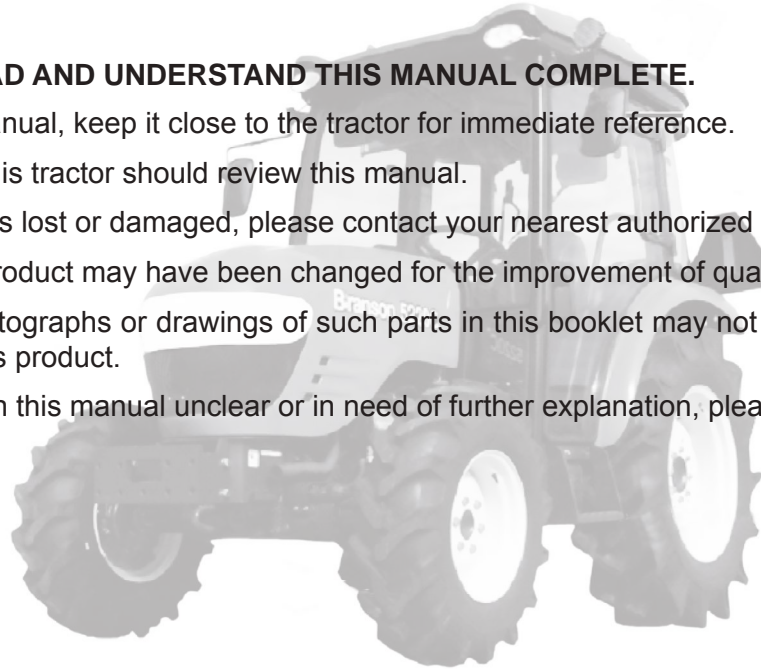 AD AND UNDERSTAND THIS MANUAL COMPLETE.
anual, keep it close to the tractor for immediate reference.
is tractor should review this manual.
s lost or damaged, please contact your nearest authorized
roduct may have been changed for the improvement of qua
tographs or drawings of such parts in this booklet may not
s product.
Branson
n this manual unclear or in need of further explanation, plea